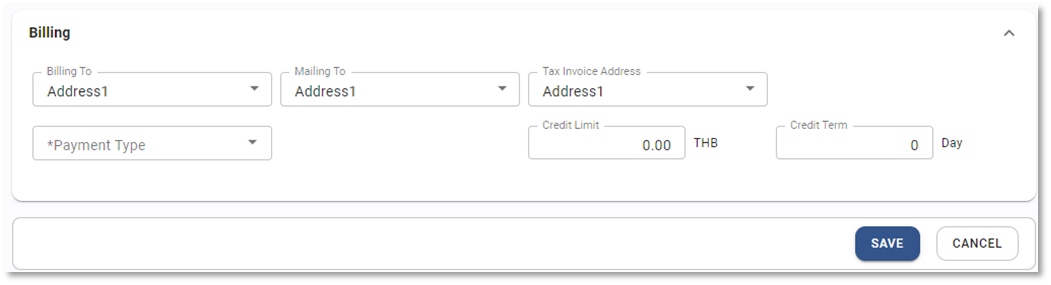 Billing
Billing To
Mailing To
Tax Invoice Address
Address1
Address1
Address1
*Payment Type
Credit Limit
0.00
THB
Credit Term
0
Day
SAVE
CANCEL